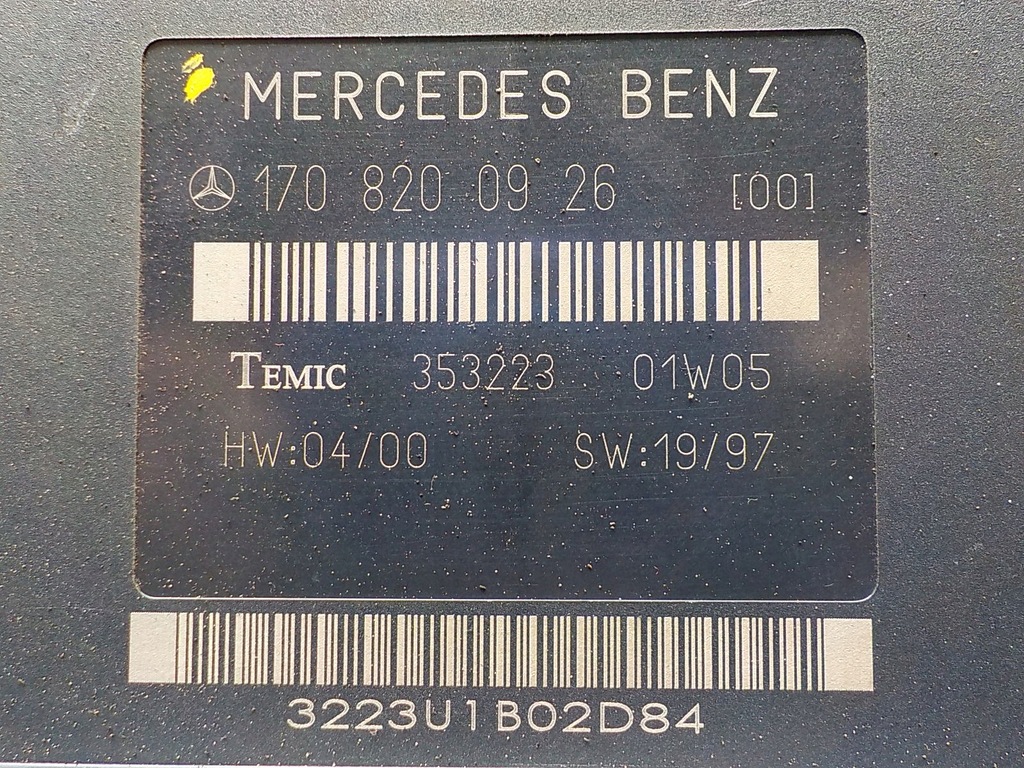 MERCEDES BENZ
170 820 09 26 [00]
TEMIC 353223 01W05
HW:04/00 SW:19/97
3223U1B02D84